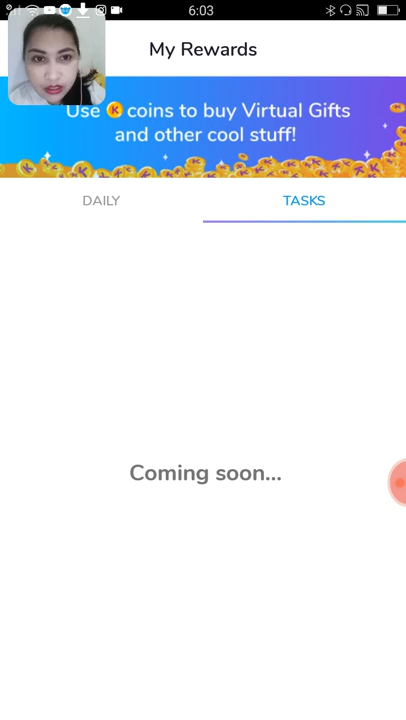 6:03
My Rewards
Use K coins to buy Virtual Gifts
and other cool stuff!
DAILY
TASKS
Coming soon...